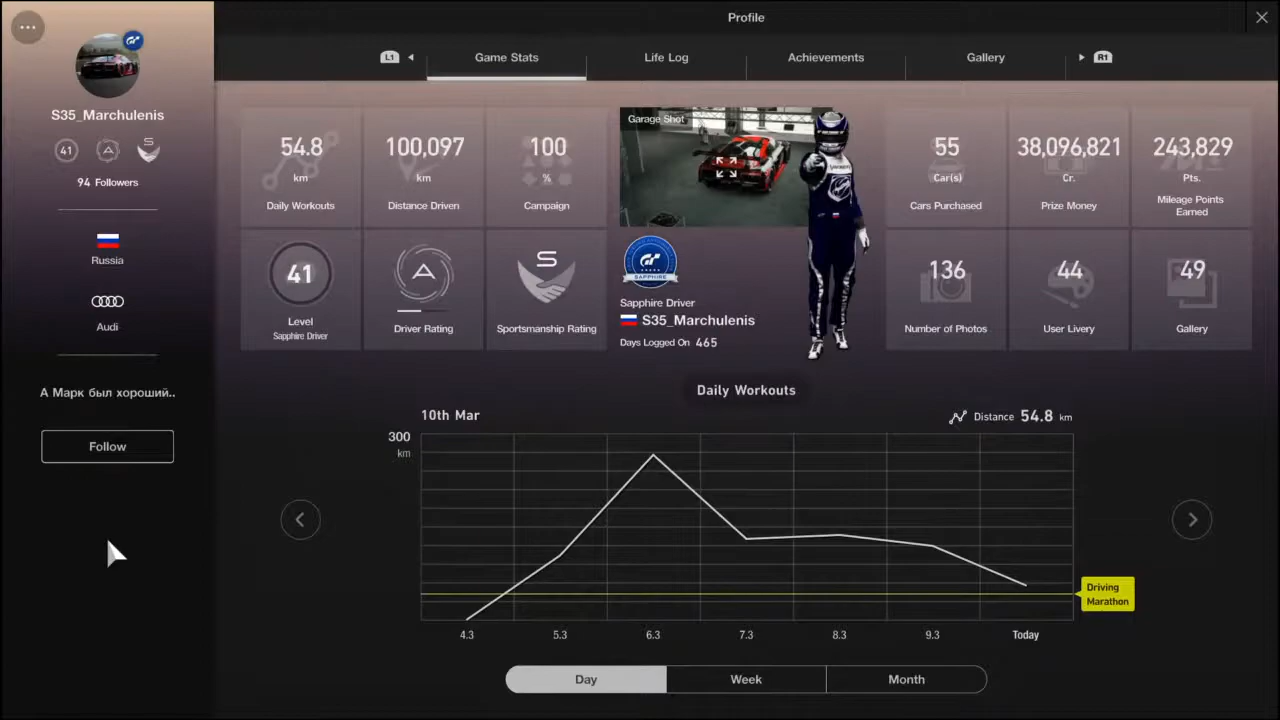 Profile
L1
Game Stats
Life Log
Achievements
Gallery
R1
S35_Marchulenis
41
A
S
94 Followers
Russia
Audi
А Марк был хороший..
Follow
54.8
km
Daily Workouts
100,097
km
Distance Driven
100
%
Campaign
41
Level
Sapphire Driver
A
Driver Rating
S
Sportsmanship Rating
Garage Shot
SAPPHIRE
Sapphire Driver
S35_Marchulenis
Days Logged On 465
55
Car(s)
Cars Purchased
38,096,821
Cr.
Prize Money
243,829
Pts.
Mileage Points
Earned
136
Number of Photos
44
User Livery
49
Gallery
Daily Workouts
10th Mar
Distance 54.8 km
300
km
Driving
Marathon
4.3
5.3
6.3
7.3
8.3
9.3
Today
Day
Week
Month